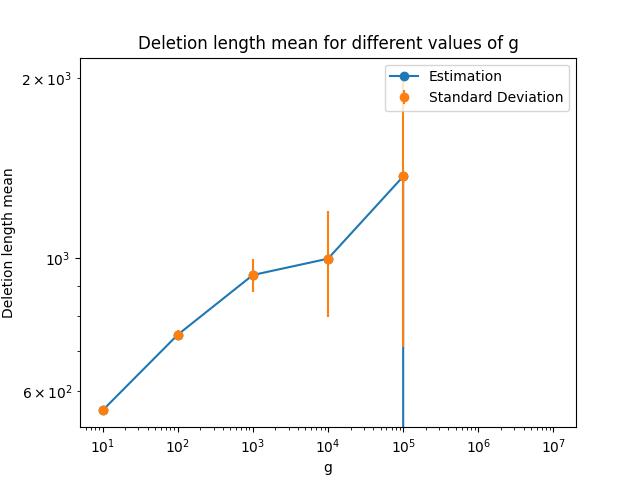 Deletion length mean for different values of g
2 × 10³
10³
6 × 10²
Deletion length mean
Estimation
Standard Deviation
10¹ 10² 10³ 10⁴ 10⁵ 10⁶ 10⁷
g